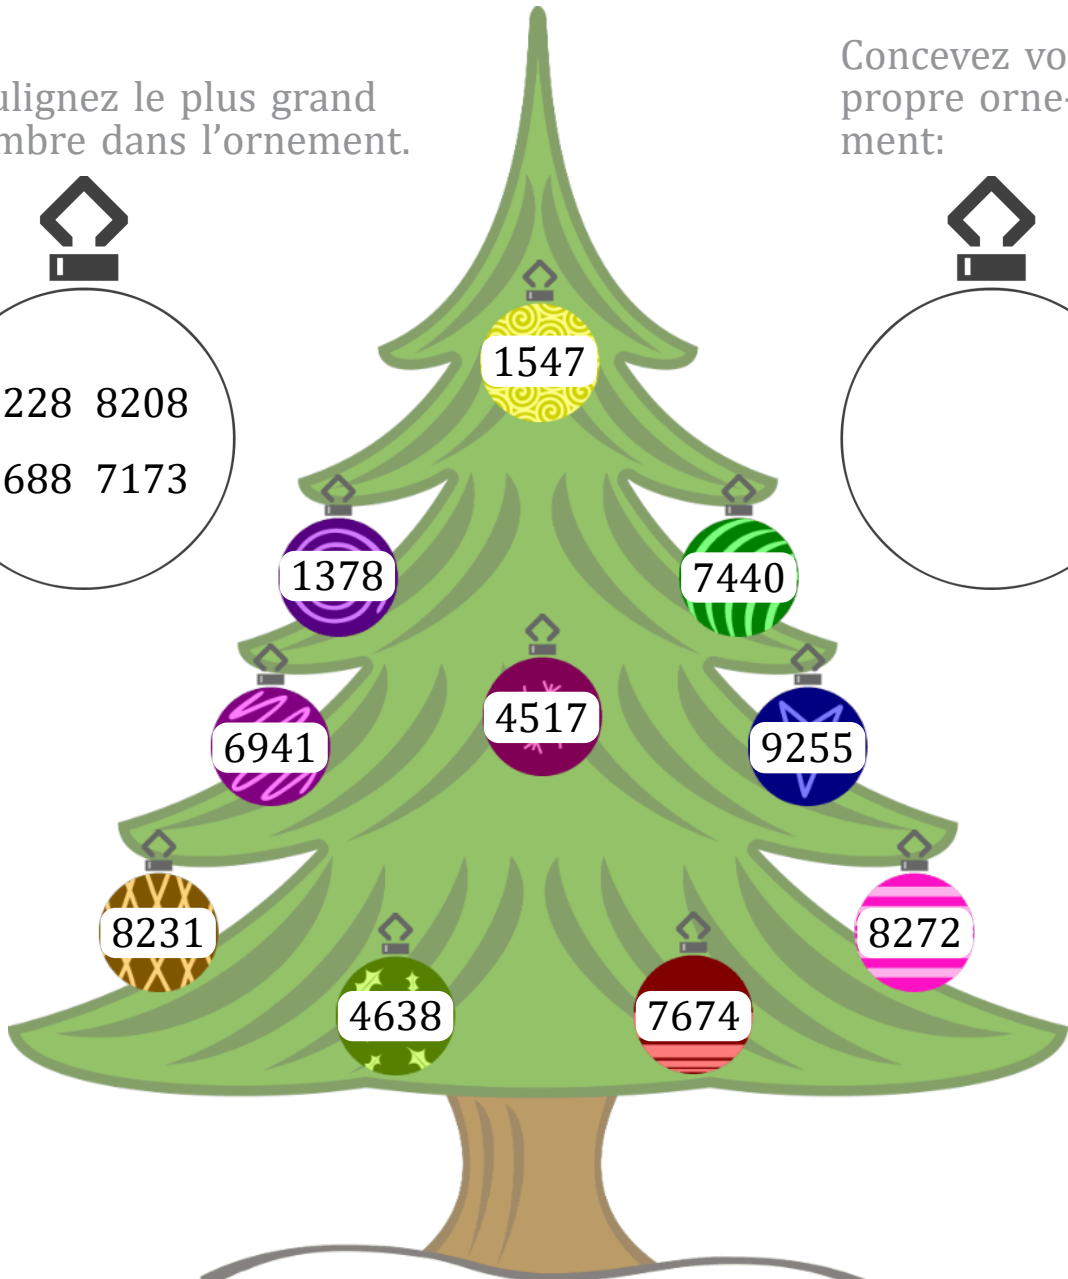 ulignez le plus grand
mbre dans l'ornement.
Concevez vo
propre orne-
ment:
228 8208
688 7173
1547
1378
7440
4517
6941
9255
8231
8272
4638
7674